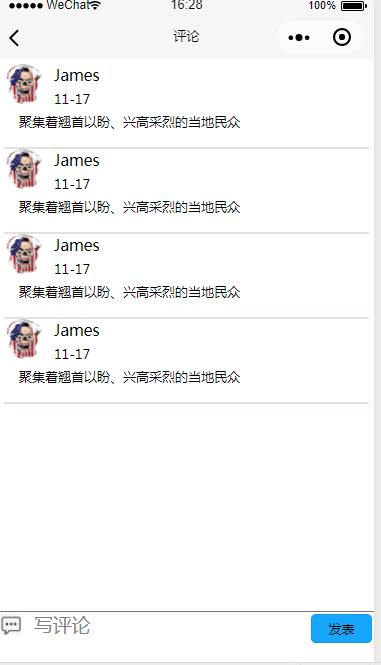 ●●●●● WeChat 16:28 100%
评论
James
11-17
聚集着翘首以盼、兴高采烈的当地民众
James
11-17
聚集着翘首以盼、兴高采烈的当地民众
James
11-17
聚集着翘首以盼、兴高采烈的当地民众
James
11-17
聚集着翘首以盼、兴高采烈的当地民众
写评论 发表